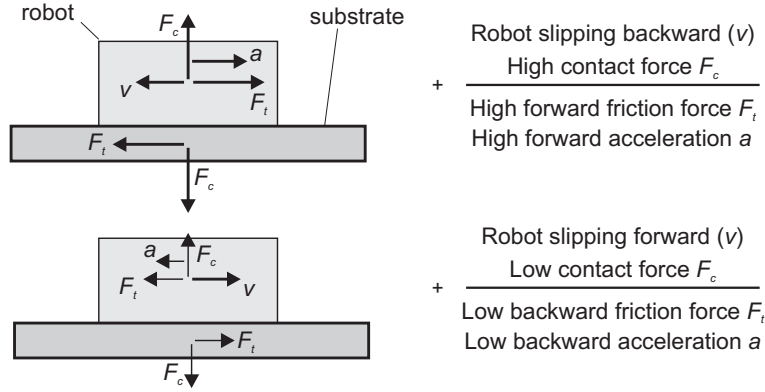 robot
substrate
F_c
a
v
F_t
F_t
F_c
Robot slipping backward (v)
+ High contact force F_c
High forward friction force F_t
High forward acceleration a
a
F_c
F_t
v
F_t
F_c
Robot slipping forward (v)
+ Low contact force F_c
Low backward friction force F_t
Low backward acceleration a